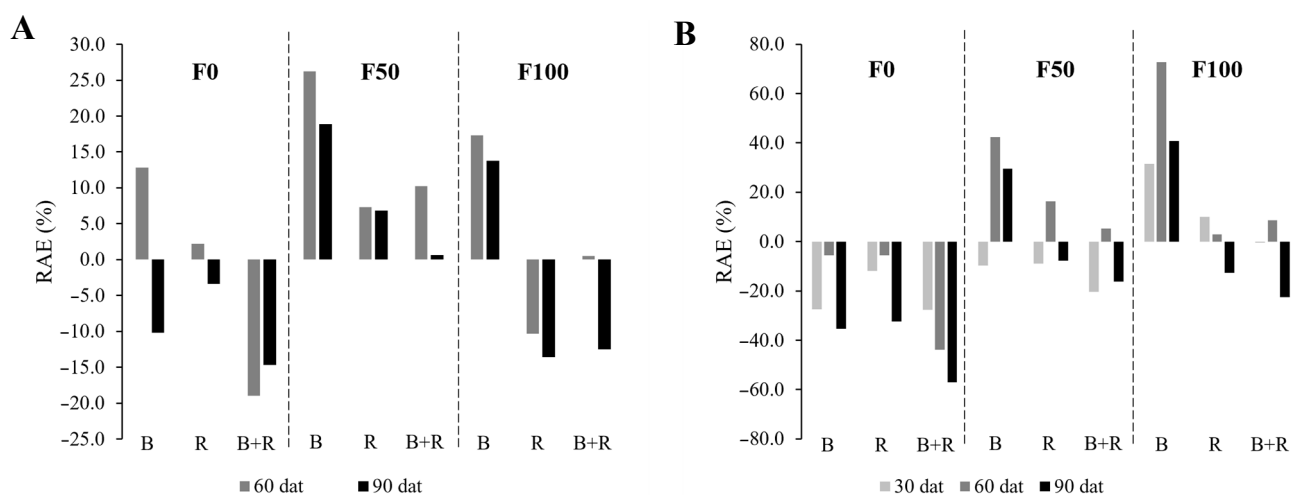 A
RAE (%)
30.0
25.0
20.0
15.0
10.0
5.0
0.0
−5.0
−10.0
−15.0
−20.0
−25.0
F0 F50 F100
B R B+R B R B+R B R B+R
60 dat 90 dat
B
RAE (%)
80.0
60.0
40.0
20.0
0.0
−20.0
−40.0
−60.0
−80.0
F0 F50 F100
B R B+R B R B+R B R B+R
30 dat 60 dat 90 dat